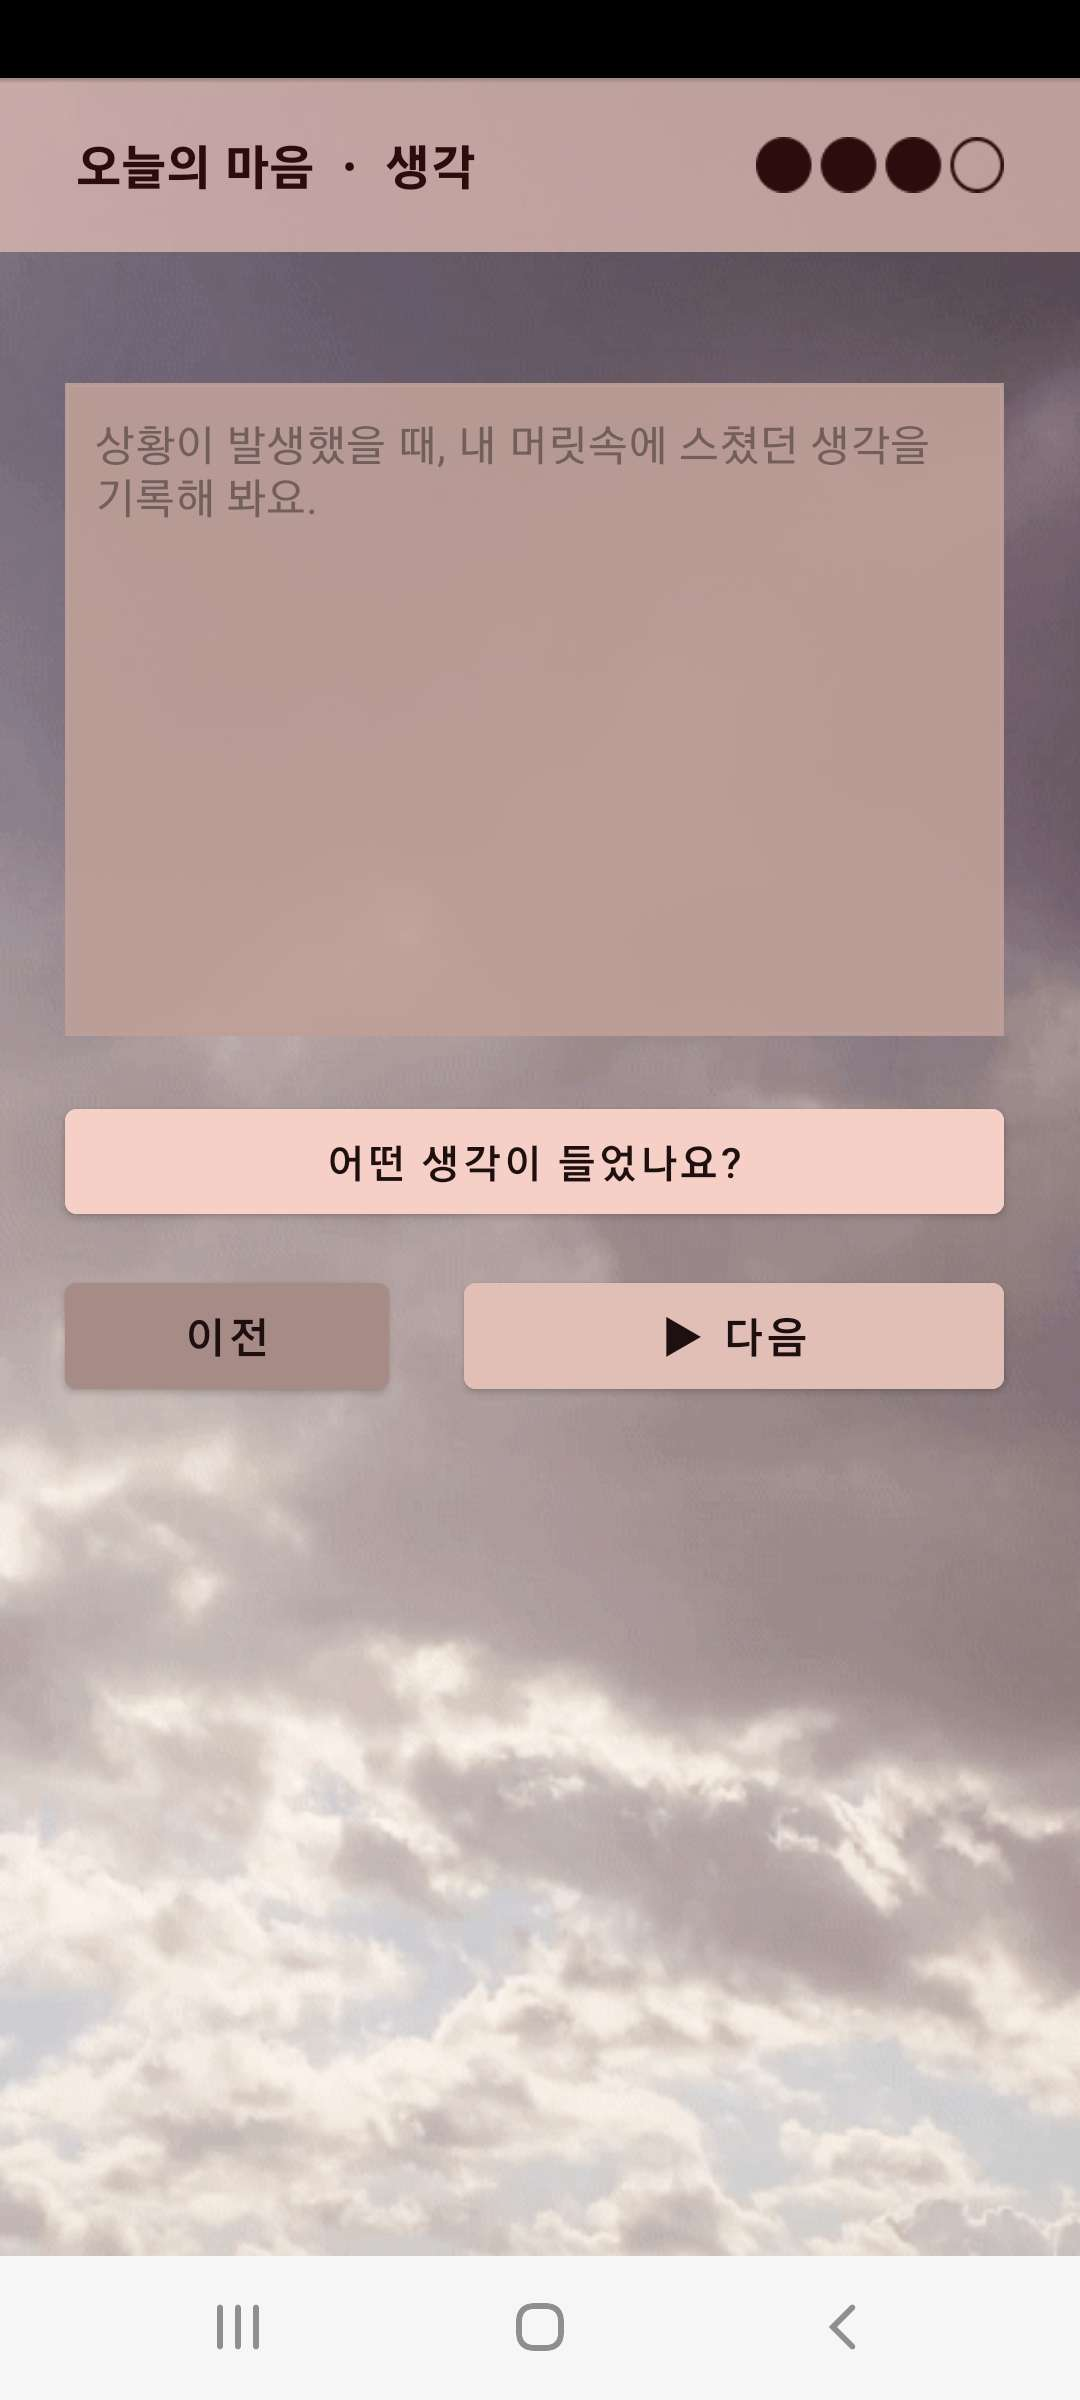 오늘의 마음 · 생각
상황이 발생했을 때, 내 머릿속에 스쳤던 생각을
기록해 봐요.
어떤 생각이 들었나요?
이전
▶ 다음